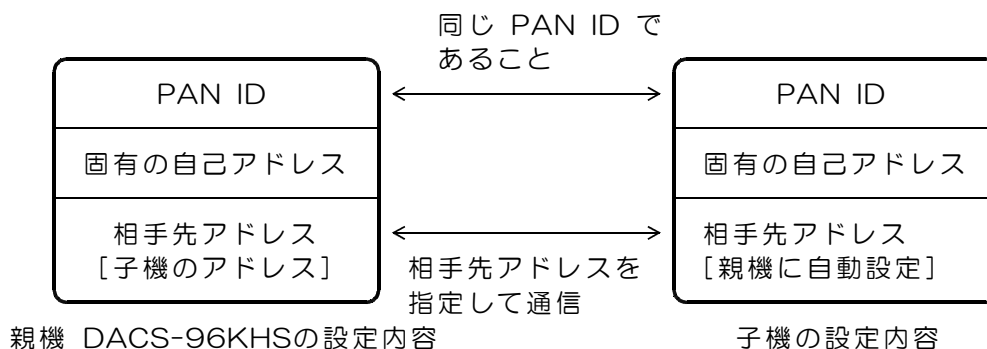 同じ PAN ID で
あること
PAN ID
固有の自己アドレス
相手先アドレス
[子機のアドレス]
相手先アドレスを
指定して通信
PAN ID
固有の自己アドレス
相手先アドレス
[親機に自動設定]
親機 DACS-96KHSの設定内容
子機の設定内容